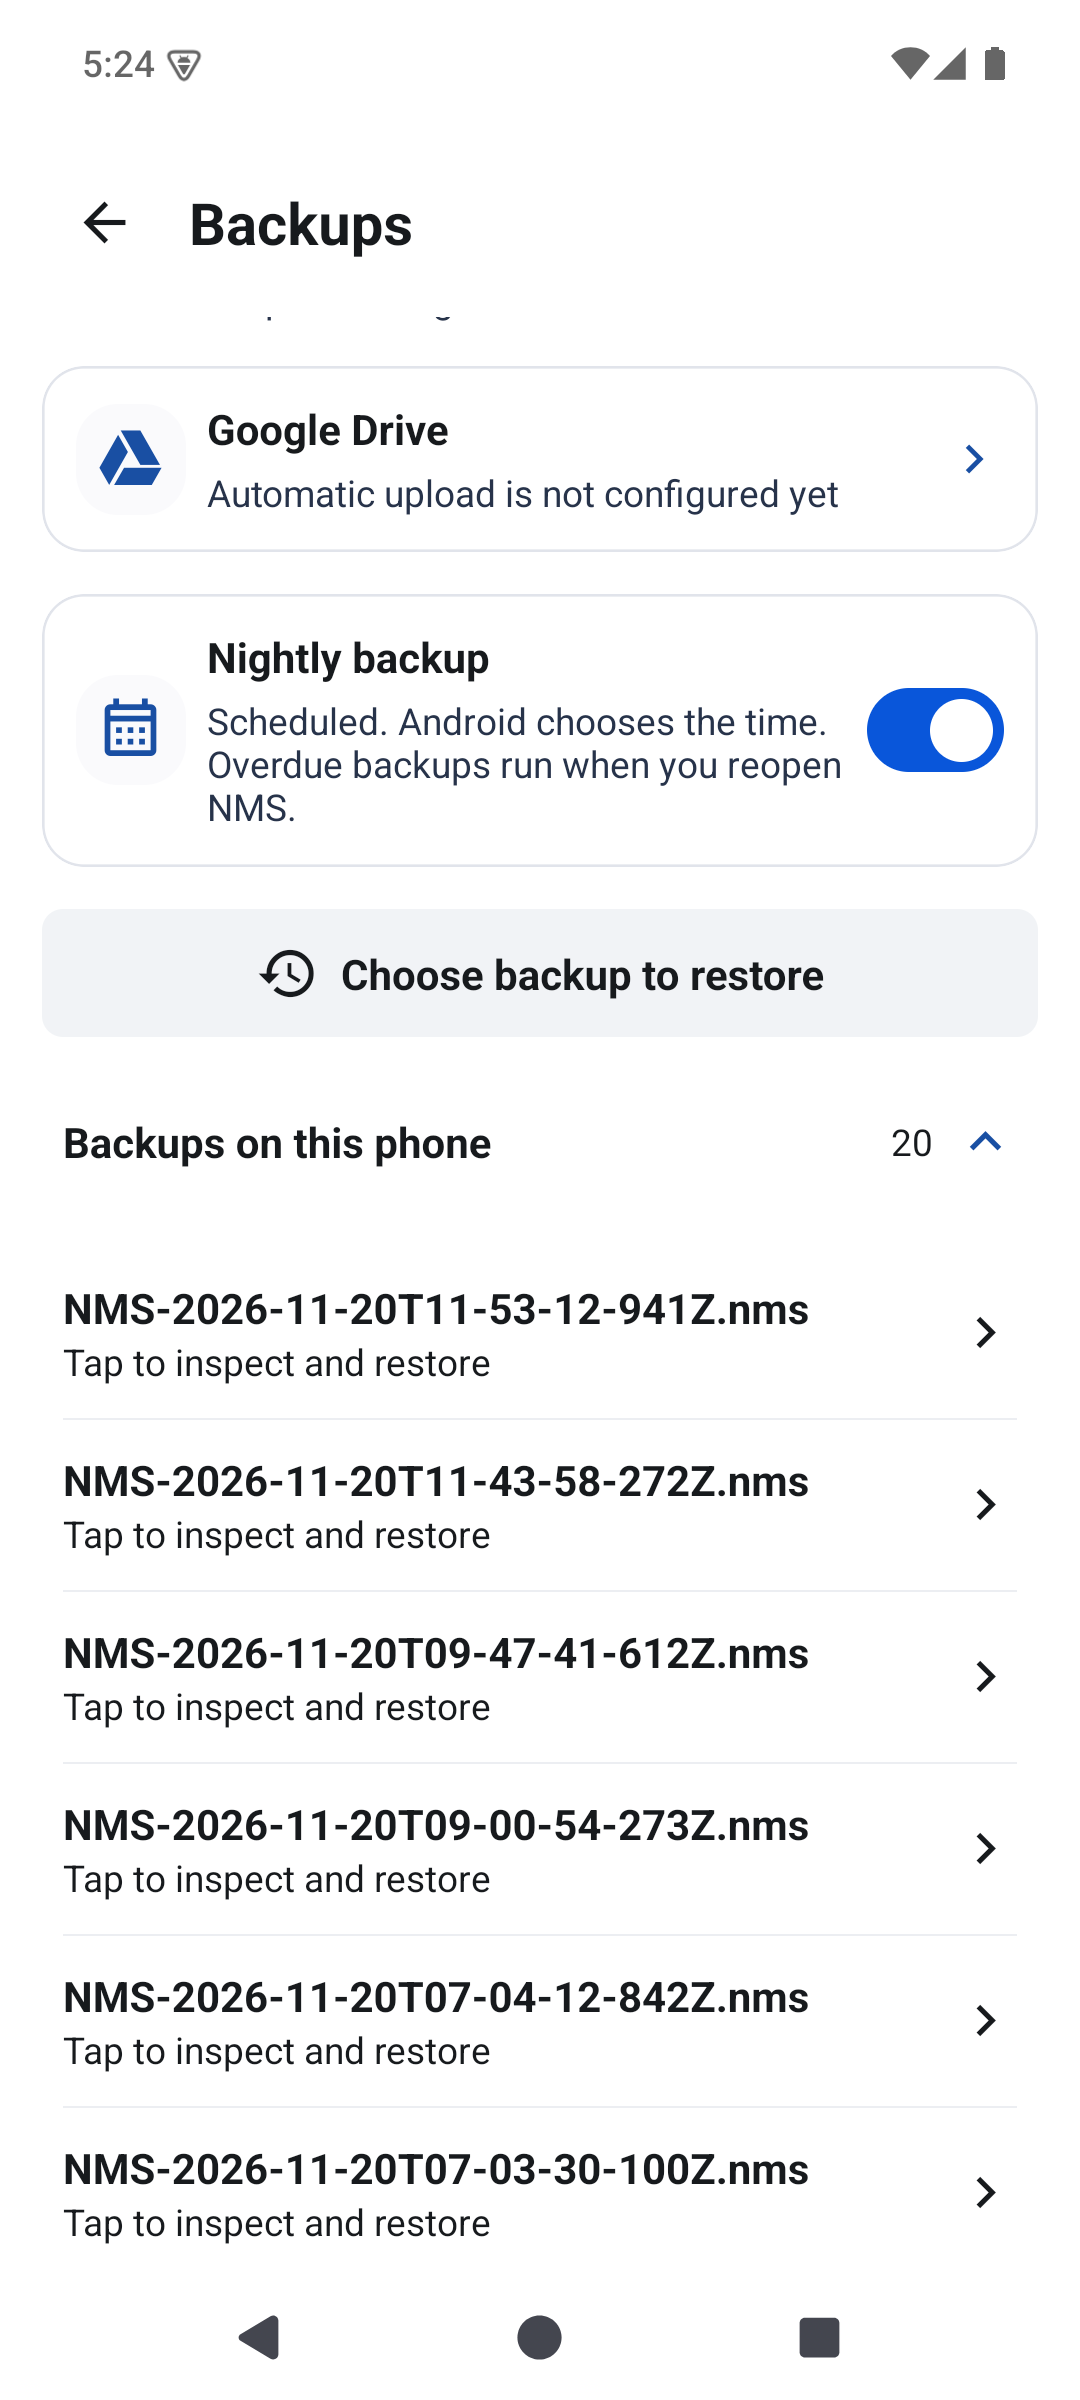 5:24
Backups
Google Drive
Automatic upload is not configured yet
Nightly backup
Scheduled. Android chooses the time.
Overdue backups run when you reopen
NMS.
Choose backup to restore
Backups on this phone 20
NMS-2026-11-20T11-53-12-941Z.nms
Tap to inspect and restore
NMS-2026-11-20T11-43-58-272Z.nms
Tap to inspect and restore
NMS-2026-11-20T09-47-41-612Z.nms
Tap to inspect and restore
NMS-2026-11-20T09-00-54-273Z.nms
Tap to inspect and restore
NMS-2026-11-20T07-04-12-842Z.nms
Tap to inspect and restore
NMS-2026-11-20T07-03-30-100Z.nms
Tap to inspect and restore